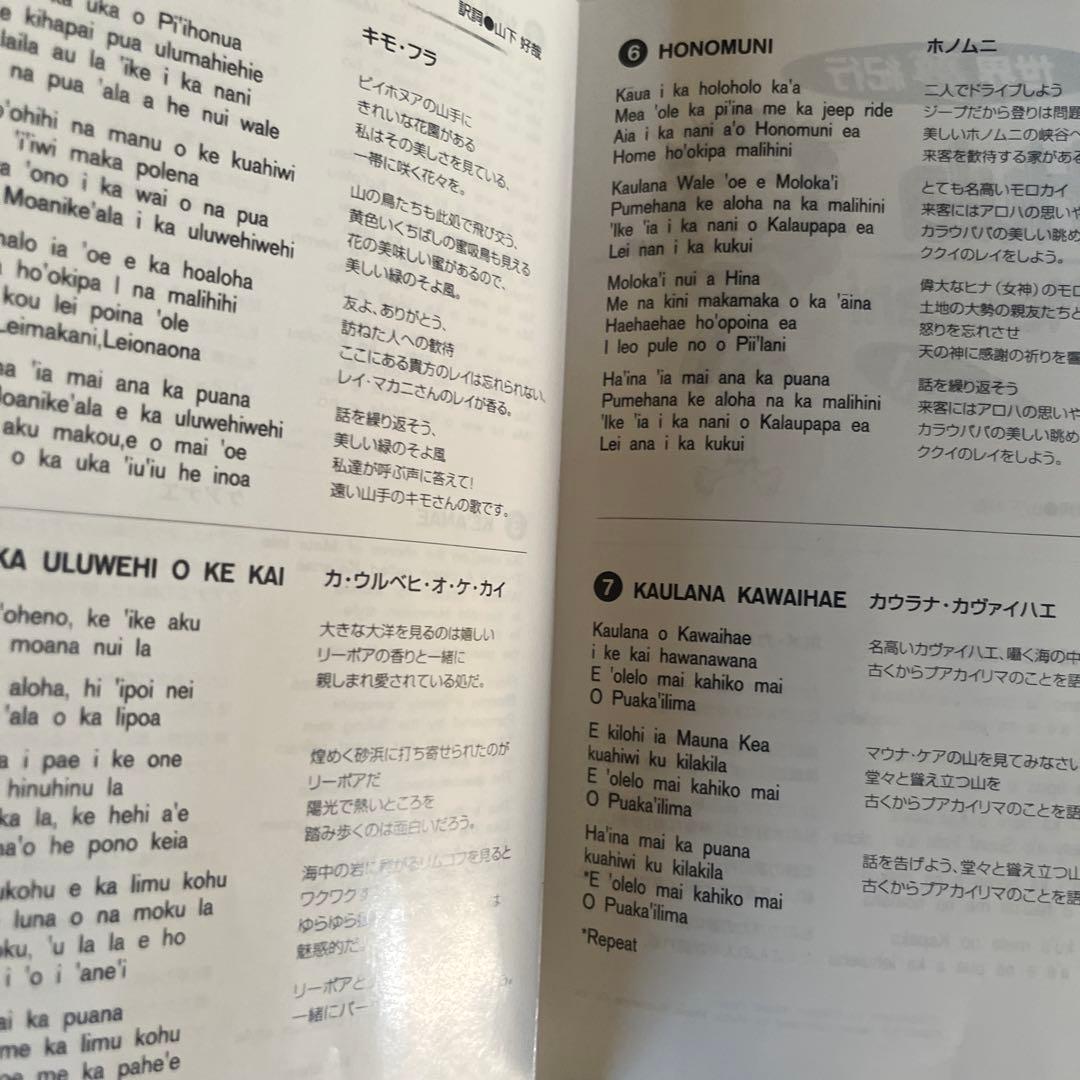 訳詞●山下 好哉
uka o Pi'ihonua
kihapai pua ulumahiehie
laila au la 'ike i ka nani
na pua 'ala a he nui wale
'ohihi na manu o ke kuahiwi
'i'iwi maka polena
'ono i ka wai o na pua
Moanike'ala i ka uluwehiwehi
ia 'oe e ka hoaloha
ho'okipa I na malihihi
kou lei poina 'ole
Leimakani,Leionaona
'ia mai ana ka puana
Moanike'ala e ka uluwehiwehi
aku makou,e o mai 'oe
o ka uka 'iu'iu he inoa
キモ・フラ
ピイホヌアの山手に
きれいな花園がある
私はその美しさを見ている、
一帯に咲く花々を。
山の鳥たちも此処で飛び交う、
黄色いくちばしの蜜吸鳥も見える
花の美味しい蜜があるので、
美しい緑のそよ風。
友よ、ありがとう、
訪ねた人への歓待
ここにある貴方のレイは忘れられない、
レイ・マカニさんのレイが香る。
話を繰り返そう、
美しい緑のそよ風
私達が呼ぶ声に答えて!
遠い山手のキモさんの歌です。
KA ULUWEHI O KE KAI
'oheno, ke 'ike aku
moana nui la
aloha, hi 'ipoi nei
'ala o ka lipoa
i pae i ke one
hinuhinu la
ka la, ke hehi a'e
he pono keia
e ka limu kohu
luna o na moku la
'u la la e ho
i 'o i 'ane'i
ka puana
me ka limu kohu
me ka pahe'e
カ・ウルベヒ・オ・ケ・カイ
大きな大洋を見るのは嬉しい
リーポアの香りと一緒に
親しまれ愛されている処だ。
煌めく砂浜に打ち寄せられたのが
リーポアだ
陽光で熱いところを
踏み歩くのは面白いだろう。
海中の岩に リムコフを見ると
ワクワク
ゆらゆら
魅惑的だ
リーポアと
一緒にパー
6 HONOMUNI
Kāua i ka holoholo ka'a
Mea 'ole ka pi'ina me ka jeep ride
Aia i ka nani a'o Honomuni ea
Home ho'okipa malihini
Kaulana Wale 'oe e Moloka'i
Pumehana ke aloha na ka malihini
'Ike 'ia i ka nani o Kalaupapa ea
Lei nan i ka kukui
Moloka'i nui a Hina
Me na kini makamaka o ka 'āina
Haehaehae ho'opoina ea
I leo pule no o Pii'lani
Ha'ina 'ia mai ana ka puana
Pumehana ke aloha na ka malihini
'Ike 'ia i ka nani o Kalaupapa ea
Lei ana i ka kukui
ホノムニ
二人でドライブしよう
ジープだから登りは問題
美しいホノムニの峡谷へ
来客を歓待する家がある
とても名高いモロカイ
来客にはアロハの思いや
カラウパパの美しい眺め
ククイのレイをしよう。
偉大なヒナ(女神)のモロ
土地の大勢の親友たちと
怒りを忘れさせ
天の神に感謝の祈りを
話を繰り返そう
来客にはアロハの思いや
カラウパパの美しい眺め
ククイのレイをしよう。
7 KAULANA KAWAIHAE
Kaulana o Kawaihae
i ke kai hawanawana
E 'olelo mai kahiko mai
O Puaka'ilima
E kilohi ia Mauna Kea
kuahiwi ku kilakila
E 'olelo mai kahiko mai
O Puaka'ilima
Ha'ina mai ka puana
kuahiwi ku kilakila
*E 'olelo mai kahiko mai
O Puaka'ilima
*Repeat
カウラナ・カヴァイハエ
名高いカヴァイハエ、囁く海の中
古くからプアカイリマのことを語
マウナ・ケアの山を見てみなさい
堂々と聳え立つ山を
古くからプアカイリマのことを語
話を告げよう、堂々と聳え立つ山
古くからプアカイリマのことを語